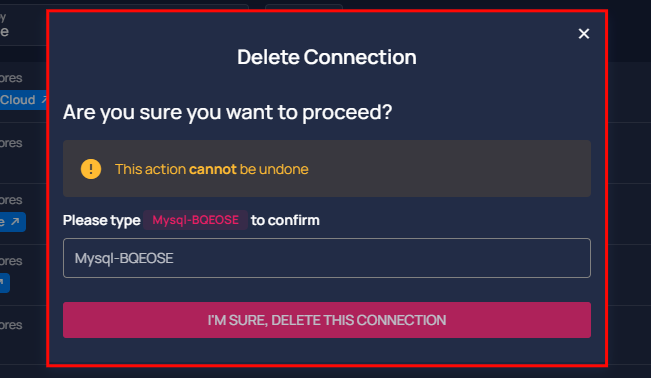 y
e
ores
Cloud ↗
ores
ores
e ↗
ores
ores
×
Delete Connection
Are you sure you want to proceed?
! This action cannot be undone
Please type Mysql-BQEOSE to confirm
Mysql-BQEOSE
I'M SURE, DELETE THIS CONNECTION